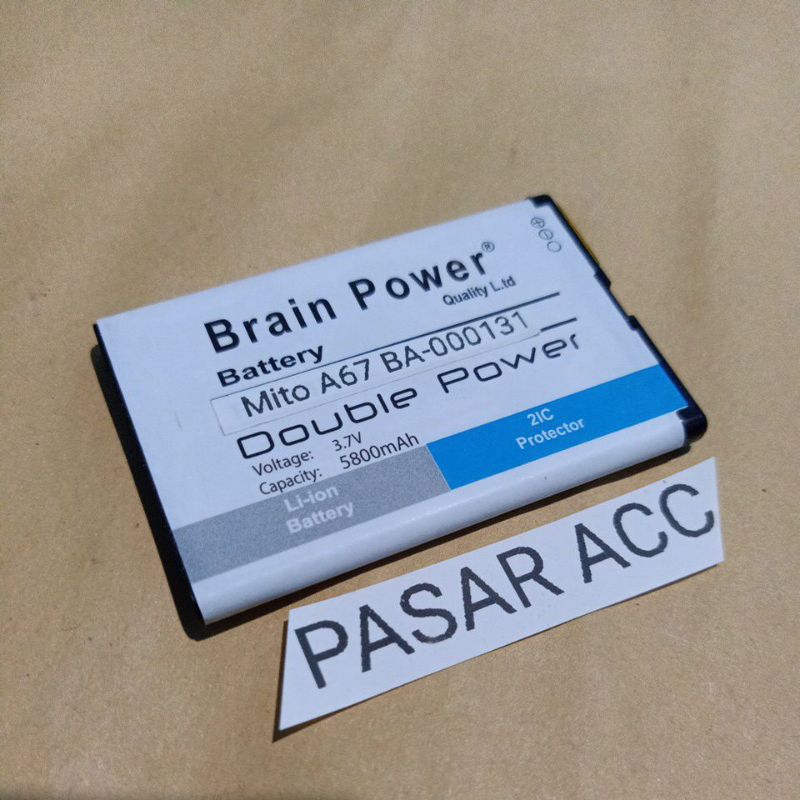 Brain Power®
Quality L.td
Battery
Mito A67 BA-000131
Double Power
Voltage: 3.7V
Capacity: 5800mAh
Li-ion
Battery
2IC
Protector
PASAR ACC